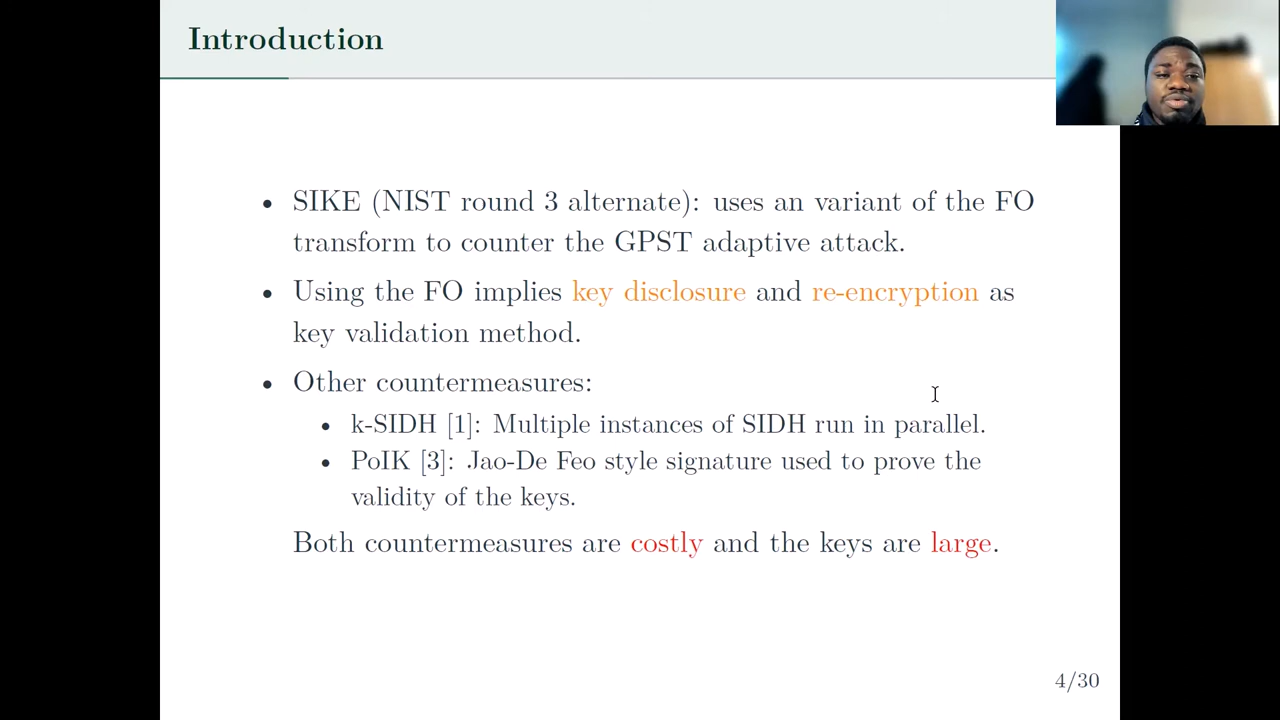 Introduction
• SIKE (NIST round 3 alternate): uses an variant of the FO
transform to counter the GPST adaptive attack.
• Using the FO implies key disclosure and re-encryption as
key validation method.
• Other countermeasures:
• k-SIDH [1]: Multiple instances of SIDH run in parallel.
• PoIK [3]: Jao-De Feo style signature used to prove the
validity of the keys.
Both countermeasures are costly and the keys are large.
4/30